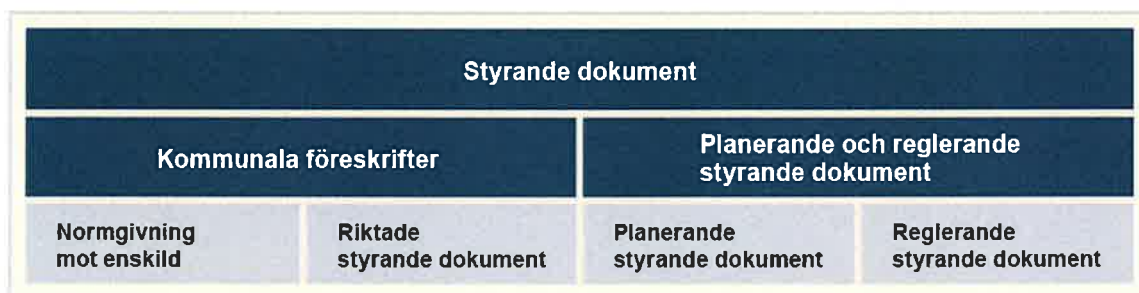 Styrande dokument
Kommunala föreskrifter
Planerande och reglerande
styrande dokument
Normgivning
mot enskild
Riktade
styrande dokument
Planerande
styrande dokument
Reglerande
styrande dokument